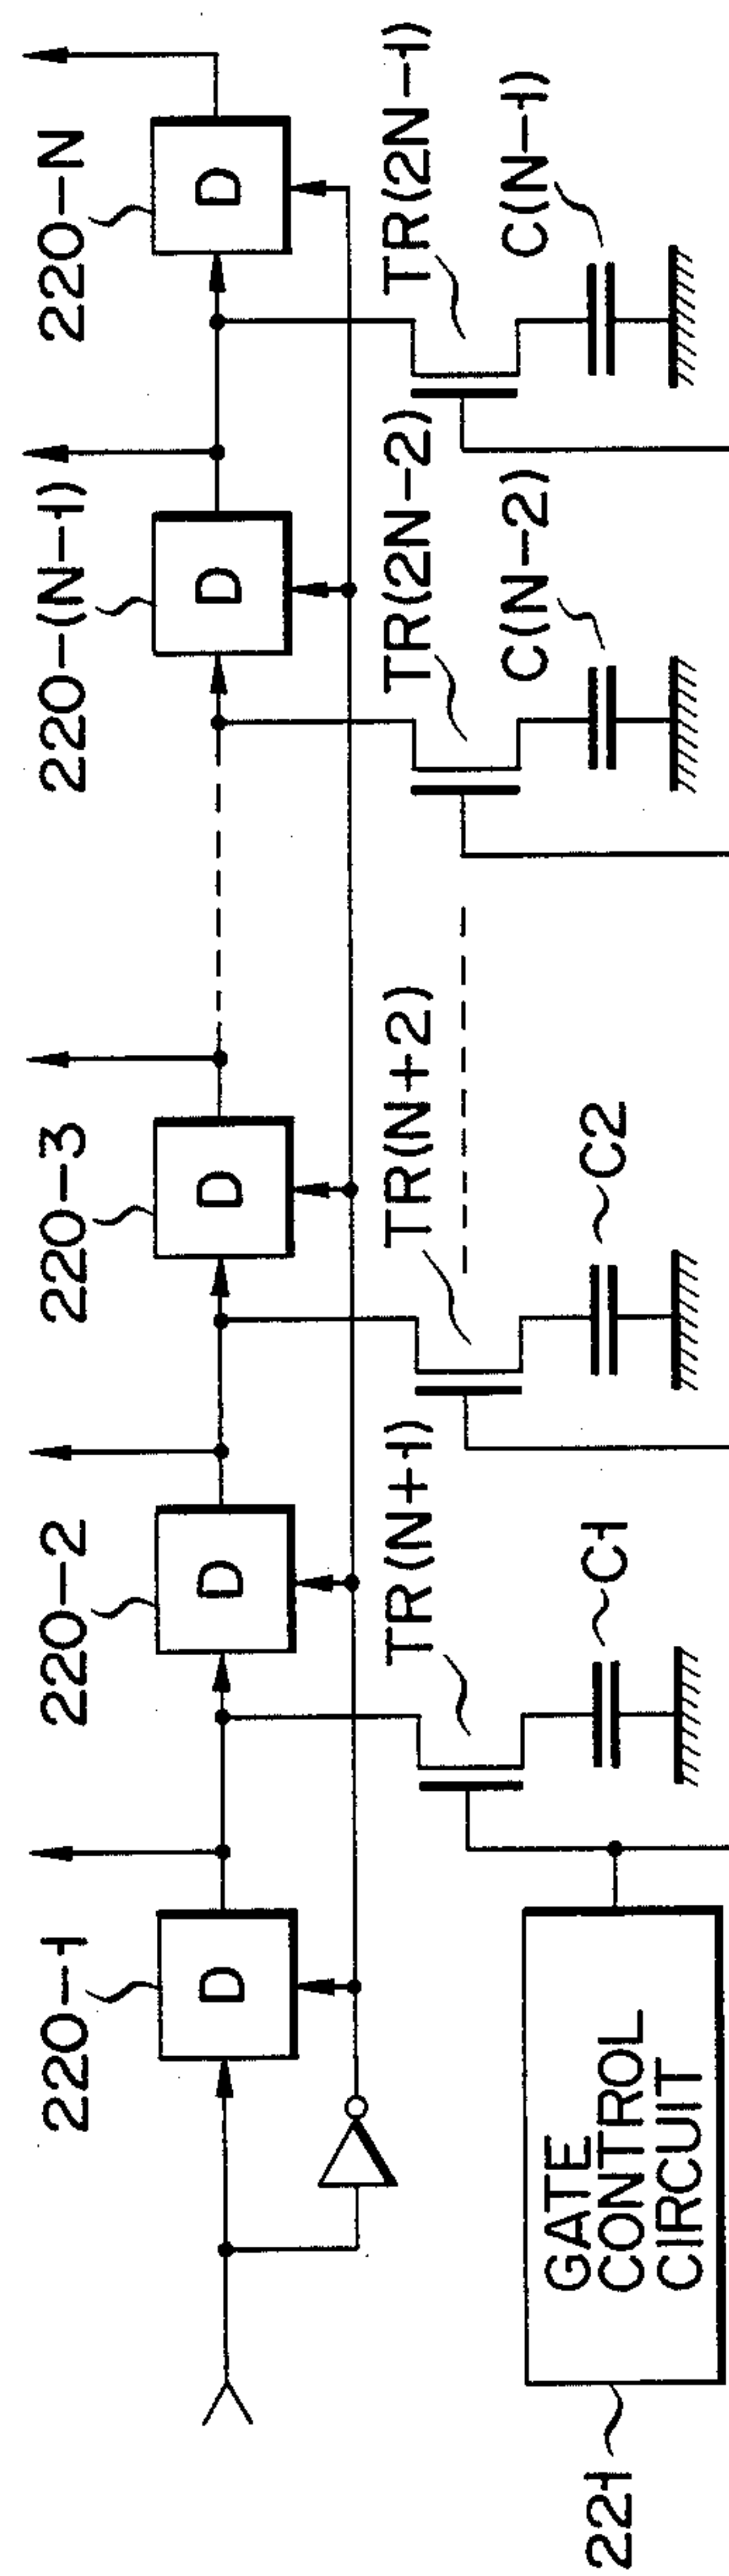 220-1
220-2
220-3
220-(N-1)
220-N
D
D
D
D
D
TR(N+1)
TR(N+2)
TR(2N-2)
TR(2N-1)
C1
C2
C(N-2)
C(N-1)
GATE
CONTROL
CIRCUIT
221